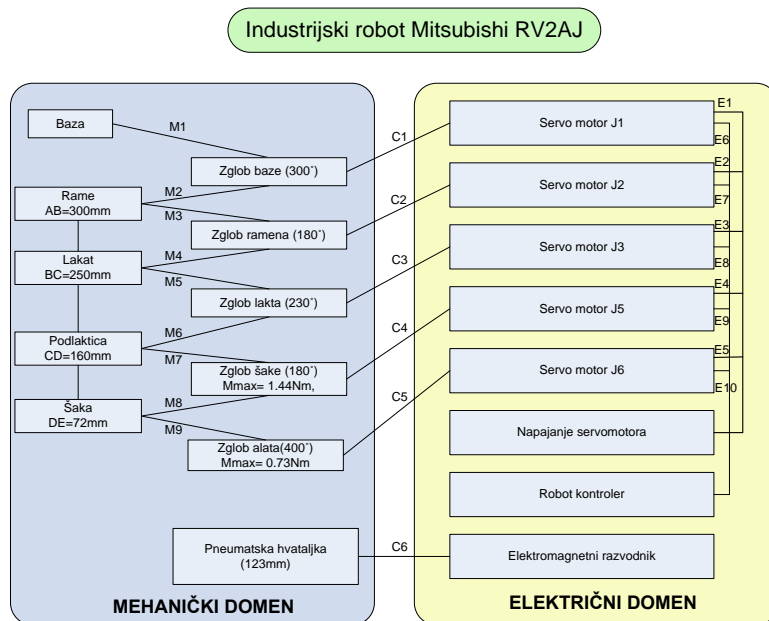 Industrijski robot Mitsubishi RV2AJ
Baza
M1
Zglob baze (300˚)
Rame
AB=300mm
M2
M3
Zglob ramena (180˚)
Lakat
BC=250mm
M4
M5
Zglob lakta (230˚)
Podlaktica
CD=160mm
M6
M7
Zglob šake (180˚)
Mmax= 1.44Nm,
Šaka
DE=72mm
M8
M9
Zglob alata(400˚)
Mmax= 0.73Nm
Pneumatska hvataljka
(123mm)
MEHANIČKI DOMEN
C1
C2
C3
C4
C5
C6
Servo motor J1
Servo motor J2
Servo motor J3
Servo motor J5
Servo motor J6
Napajanje servomotora
Robot kontroler
Elektromagnetni razvodnik
E1
E6
E2
E7
E3
E8
E4
E9
E5
E10
ELEKTRIČNI DOMEN